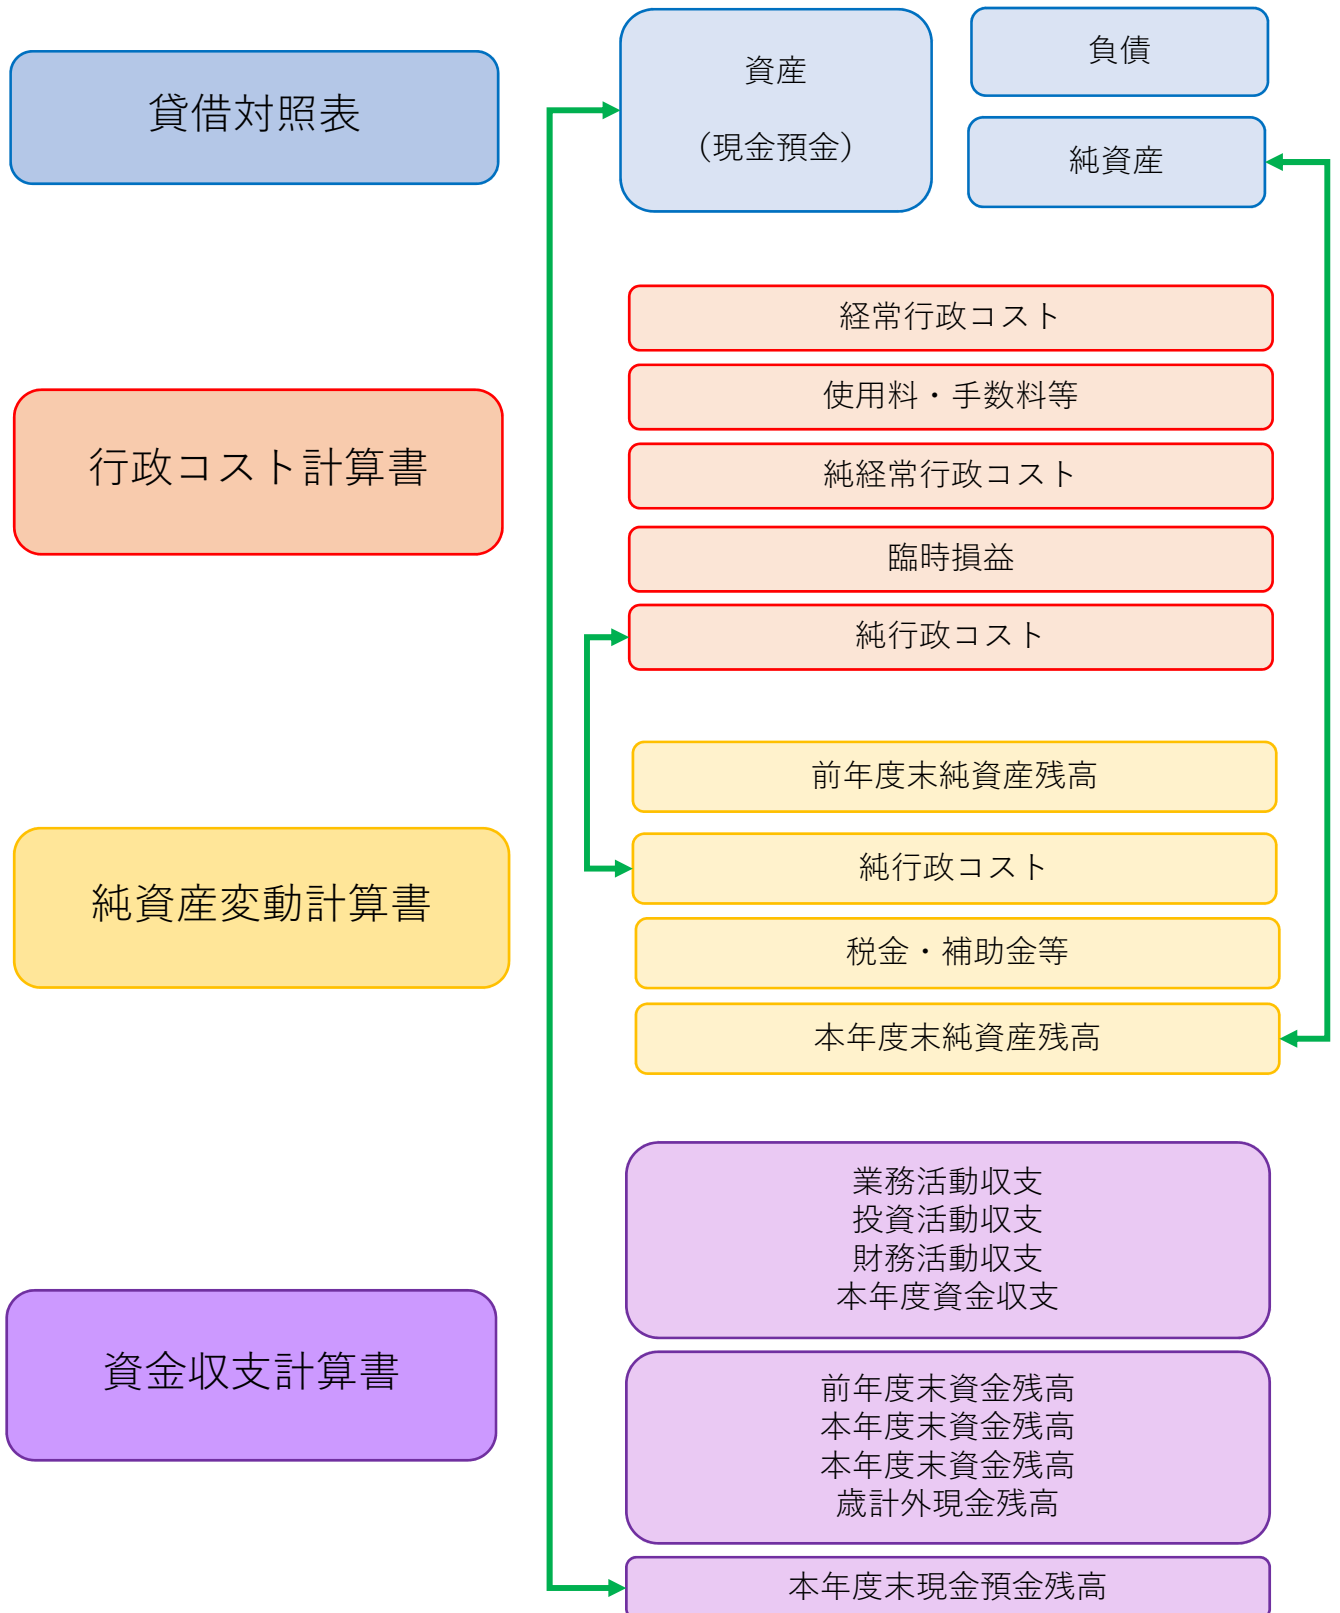 貸借対照表
資産
（現金預金）
負債
純資産
行政コスト計算書
経常行政コスト
使用料・手数料等
純経常行政コスト
臨時損益
純行政コスト
純資産変動計算書
前年度末純資産残高
純行政コスト
税金・補助金等
本年度末純資産残高
資金収支計算書
業務活動収支
投資活動収支
財務活動収支
本年度資金収支
前年度末資金残高
本年度末資金残高
本年度末資金残高
歳計外現金残高
本年度末現金預金残高